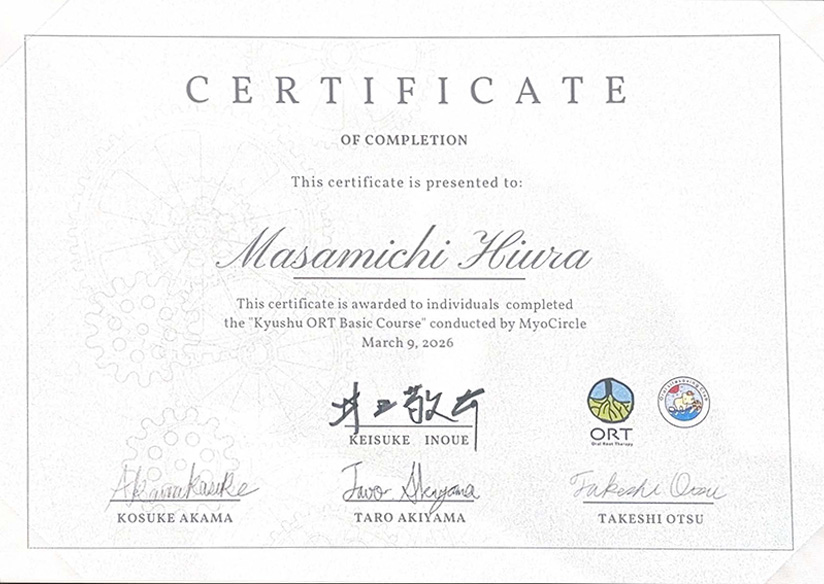 CERTIFICATE
OF COMPLETION
This certificate is presented to:
Masamichi Hiura
This certificate is awarded to individuals completed
the "Kyushu ORT Basic Course" conducted by MyoCircle
March 9, 2026
井上敬介
KEISUKE INOUE
ORT
Oral Root Therapy
Akama Kosuke
KOSUKE AKAMA
Taro Akiyama
TARO AKIYAMA
Takeshi Otsu
TAKESHI OTSU